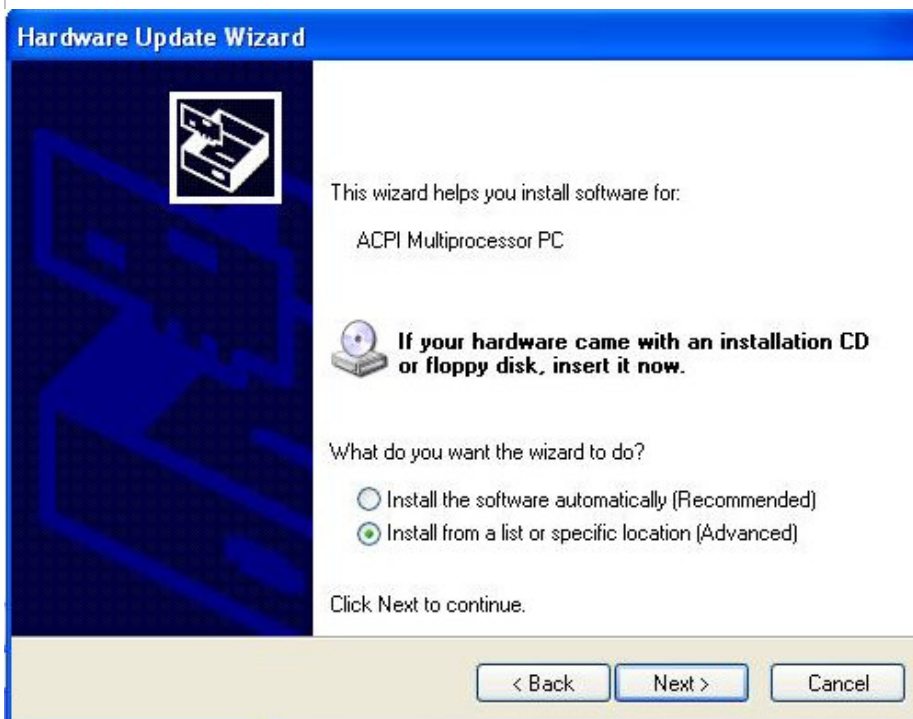 Hardware Update Wizard
This wizard helps you install software for:
ACPI Multiprocessor PC
If your hardware came with an installation CD
or floppy disk, insert it now.
What do you want the wizard to do?
Install the software automatically (Recommended)
Install from a list or specific location (Advanced)
Click Next to continue.
< Back
Next >
Cancel